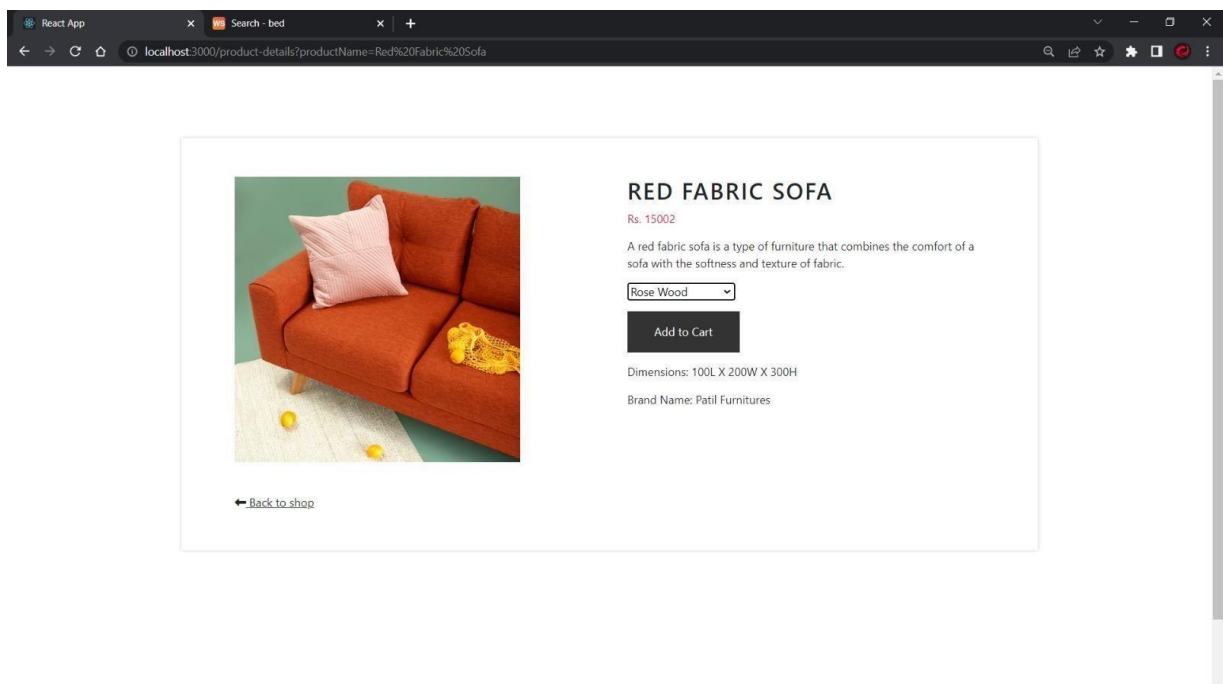 React App
WS Search - bed
localhost:3000/product-details?productName=Red%20Fabric%20Sofa
RED FABRIC SOFA
Rs. 15002
A red fabric sofa is a type of furniture that combines the comfort of a
sofa with the softness and texture of fabric.
Rose Wood
Add to Cart
Dimensions: 100L X 200W X 300H
Brand Name: Patil Furnitures
Back to shop